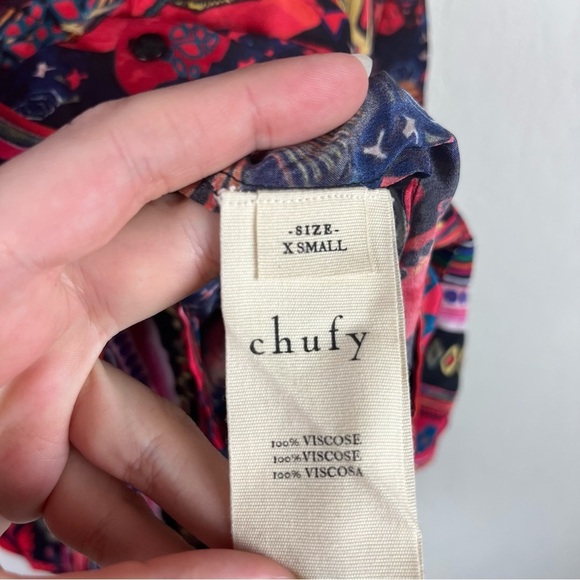 -SIZE-
X SMALL
chufy
100% VISCOSE
100% VISCOSE
100% VISCOSA